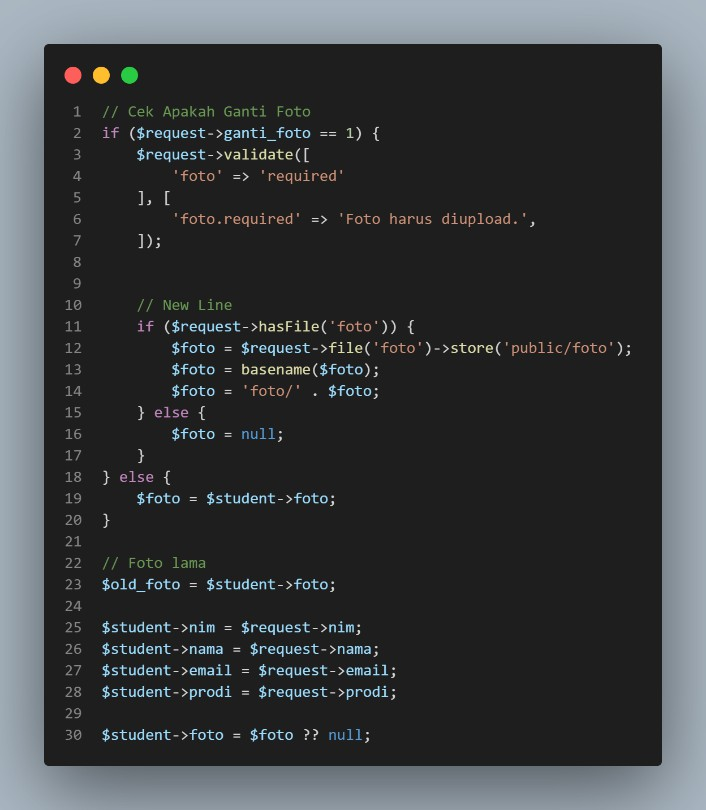 1 // Cek Apakah Ganti Foto
2 if ($request->ganti_foto == 1) {
3     $request->validate([
4         'foto' => 'required'
5     ], [
6         'foto.required' => 'Foto harus diupload.',
7     ]);
8
9
10     // New Line
11     if ($request->hasFile('foto')) {
12         $foto = $request->file('foto')->store('public/foto');
13         $foto = basename($foto);
14         $foto = 'foto/' . $foto;
15     } else {
16         $foto = null;
17     }
18 } else {
19     $foto = $student->foto;
20 }
21
22 // Foto lama
23 $old_foto = $student->foto;
24
25 $student->nim = $request->nim;
26 $student->nama = $request->nama;
27 $student->email = $request->email;
28 $student->prodi = $request->prodi;
29
30 $student->foto = $foto ?? null;